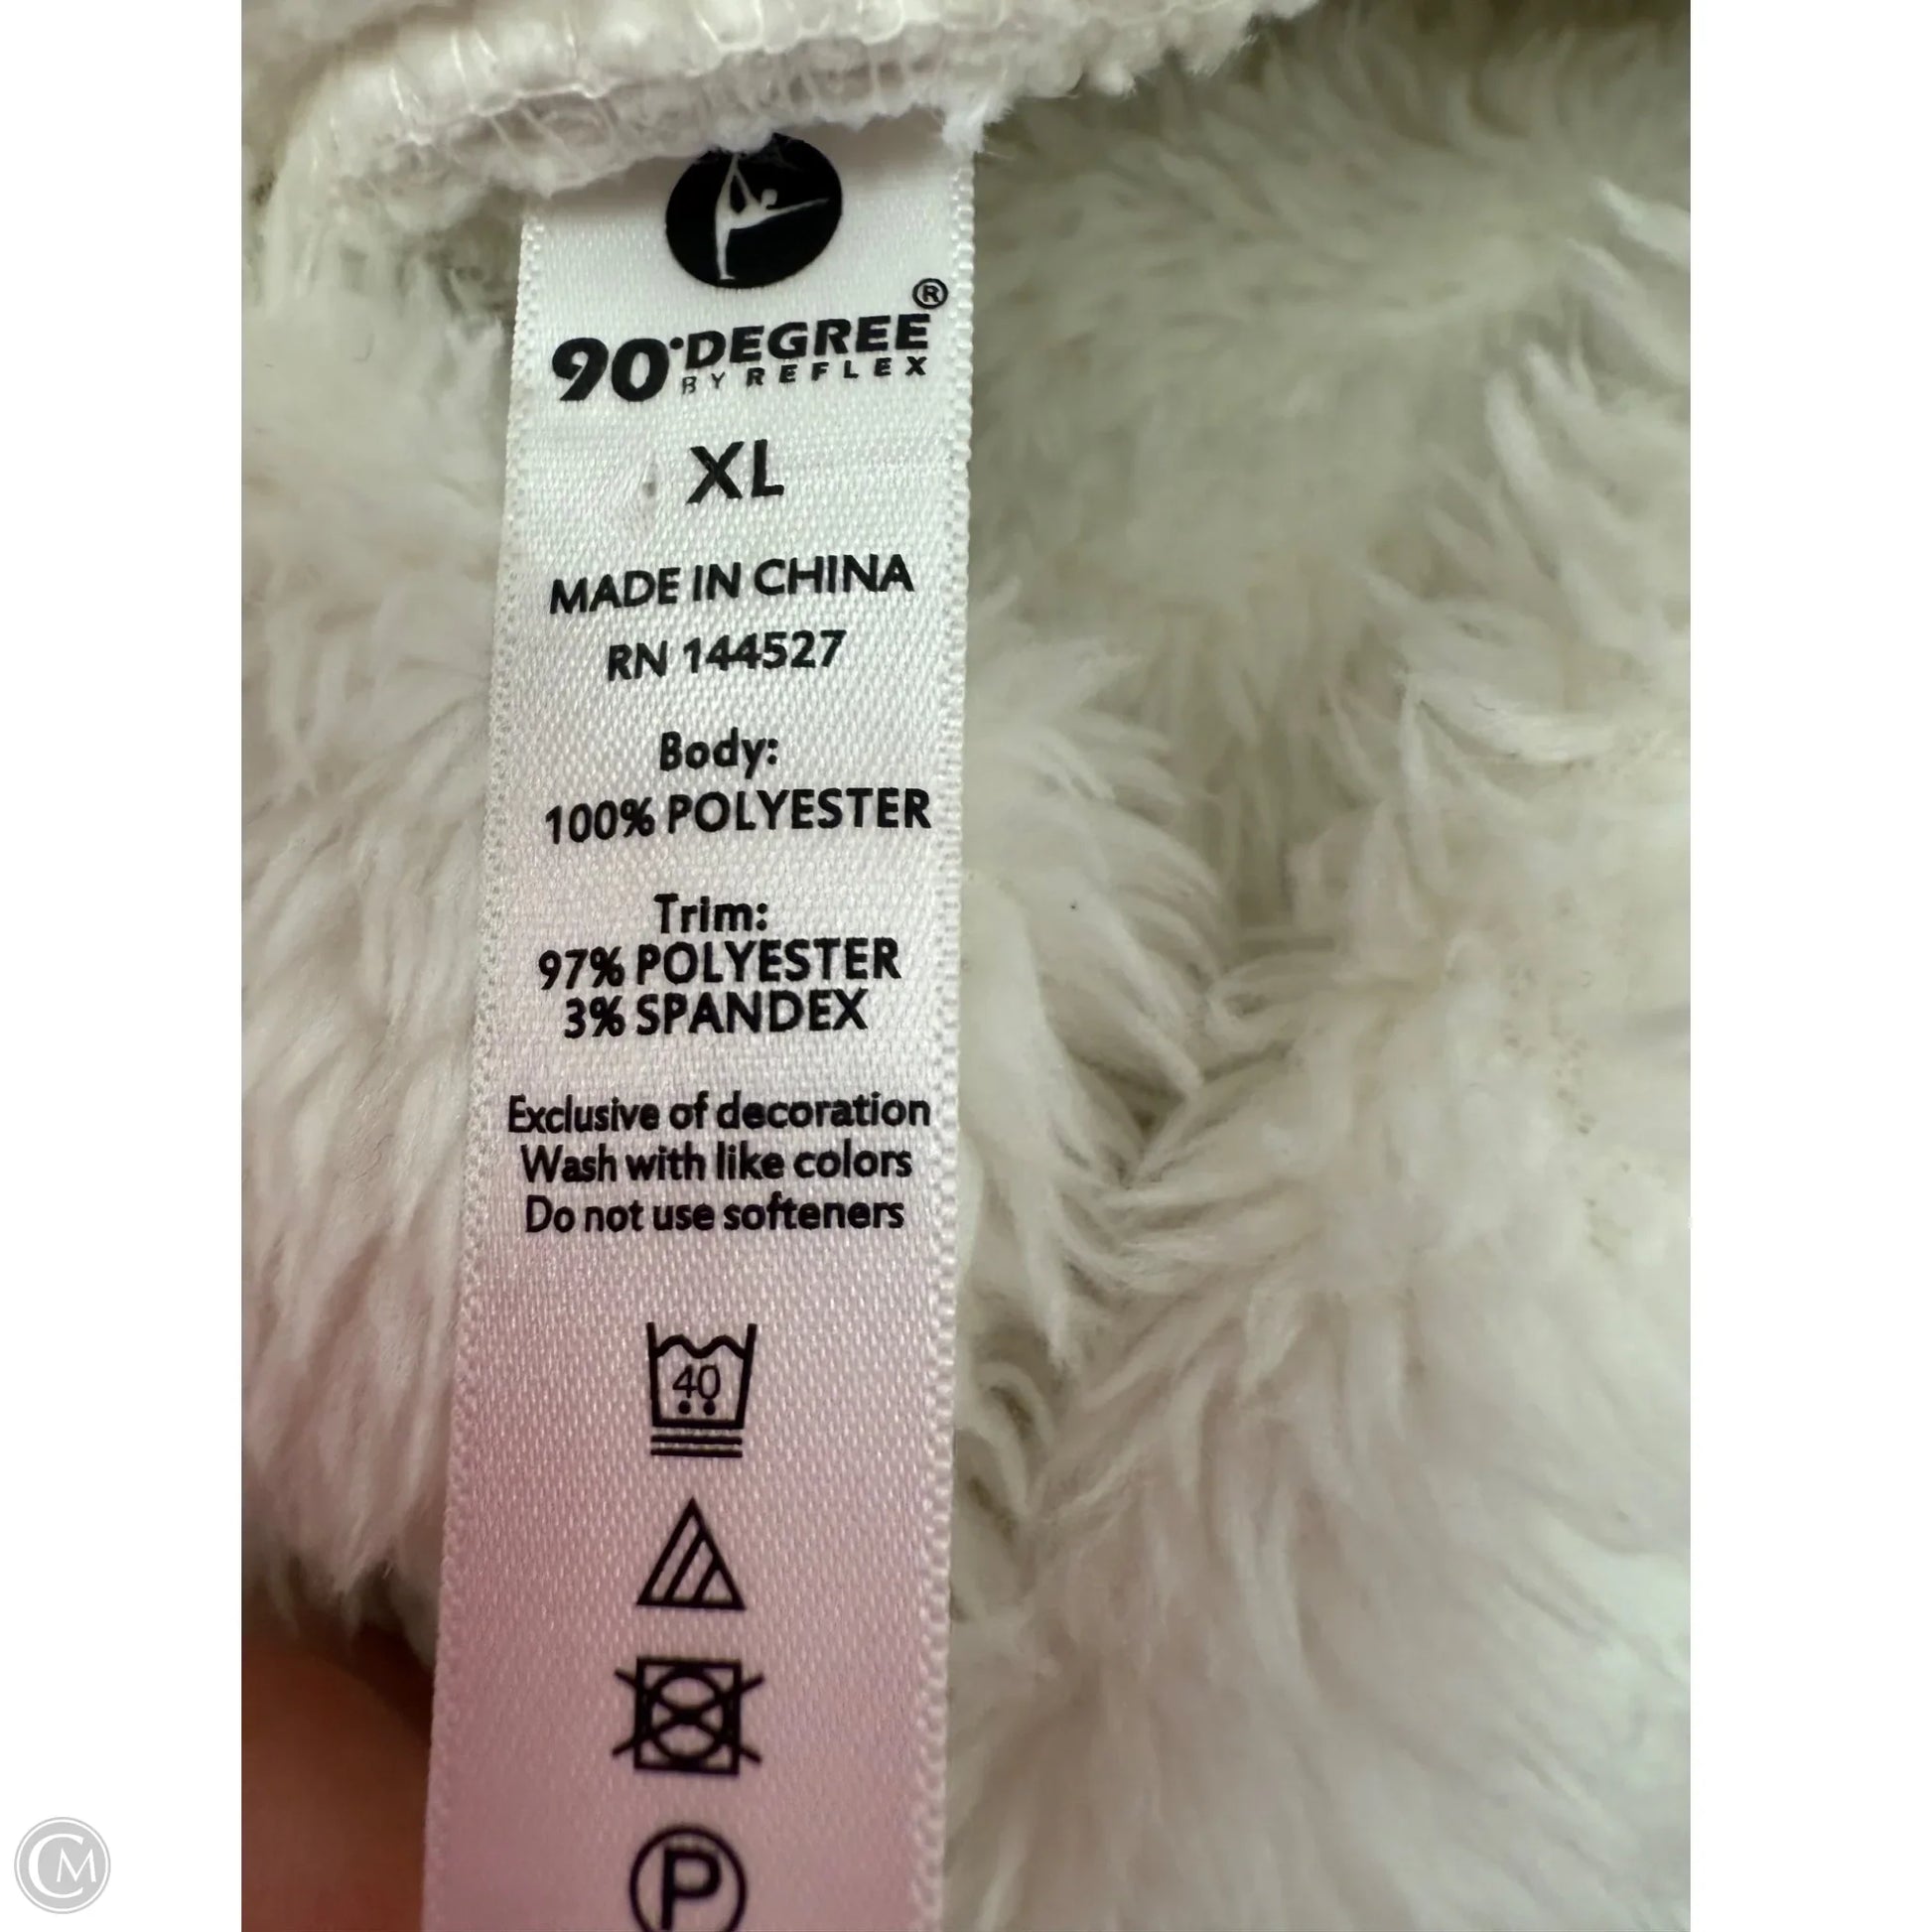 ®
90°DEGREE
BY REFLEX
XL
MADE IN CHINA
RN 144527
Body:
100% POLYESTER
Trim:
97% POLYESTER
3% SPANDEX
Exclusive of decoration
Wash with like colors
Do not use softeners
40
P
CM